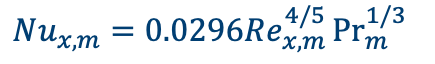 Nu_{x,m} = 0.0296Re_{x,m}^{4/5} Pr_m^{1/3}